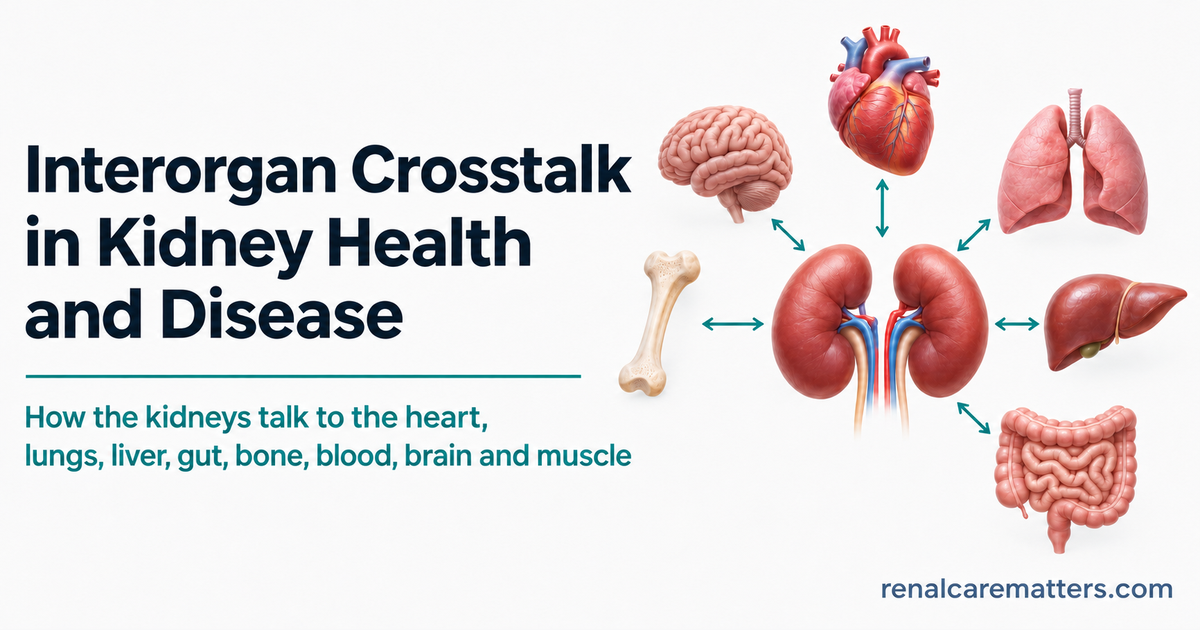 Interorgan Crosstalk
in Kidney Health
and Disease
How the kidneys talk to the heart,
lungs, liver, gut, bone, blood, brain and muscle
renalcarematters.com